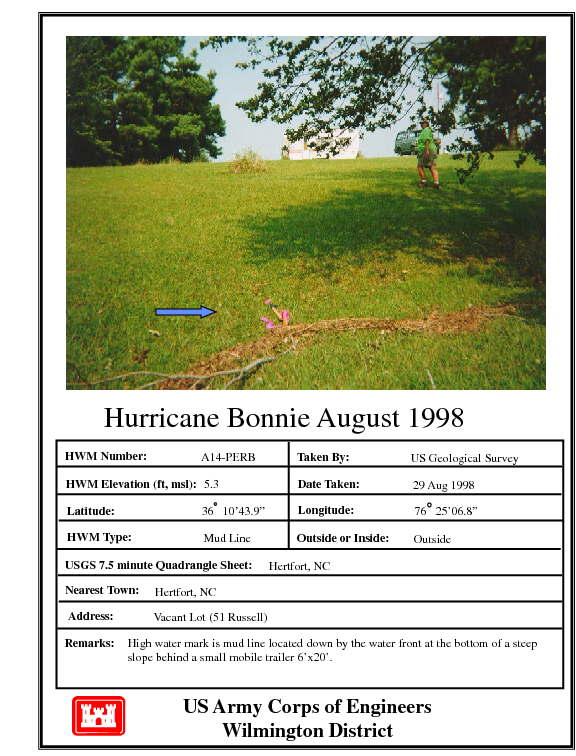 Hurricane Bonnie August 1998
HWM Number: A14-PERB Taken By: US Geological Survey
HWM Elevation (ft, msl): 5.3 Date Taken: 29 Aug 1998
Latitude: 36° 10'43.9" Longitude: 76° 25'06.8"
HWM Type: Mud Line Outside or Inside: Outside
USGS 7.5 minute Quadrangle Sheet: Hertfort, NC
Nearest Town: Hertfort, NC
Address: Vacant Lot (51 Russell)
Remarks: High water mark is mud line located down by the water front at the bottom of a steep
slope behind a small mobile trailer 6'x20'.
US Army Corps of Engineers
Wilmington District